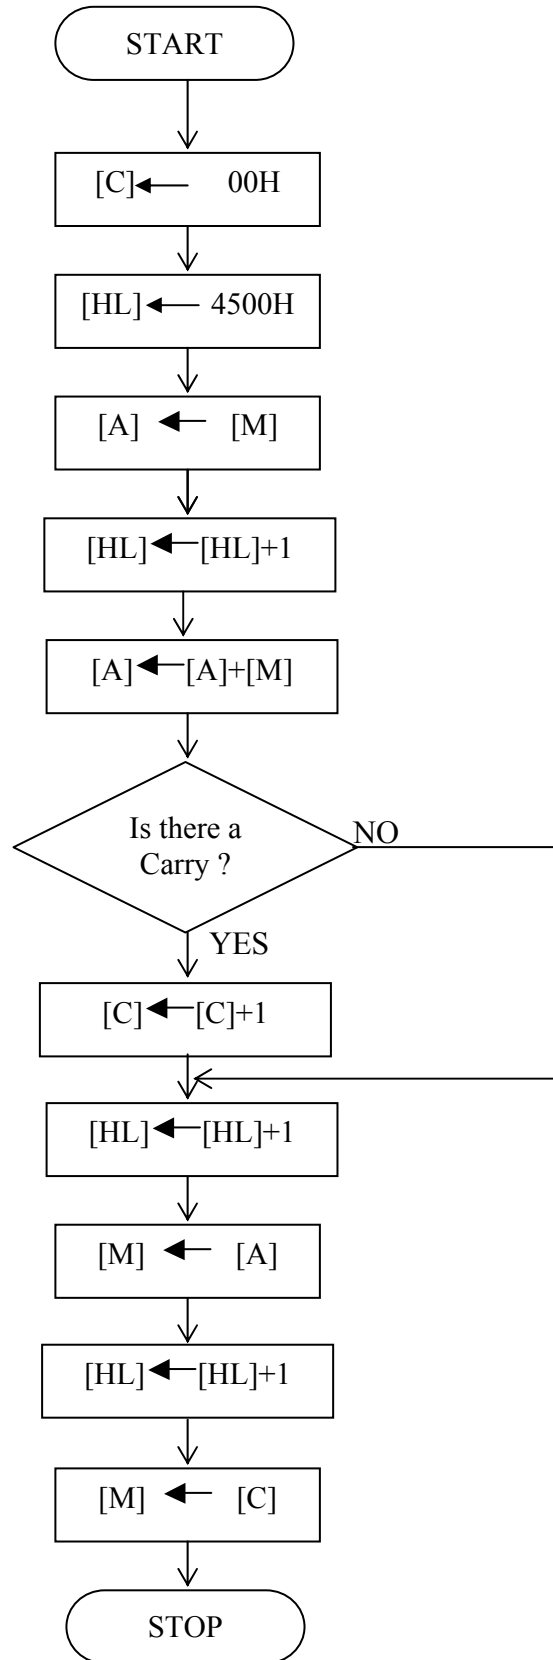 START
[C] 00H
[HL] 4500H
[A] [M]
[HL] [HL]+1
[A] [A]+[M]
Is there a
Carry ?
NO
YES
[C] [C]+1
[HL] [HL]+1
[M] [A]
[HL] [HL]+1
[M] [C]
STOP